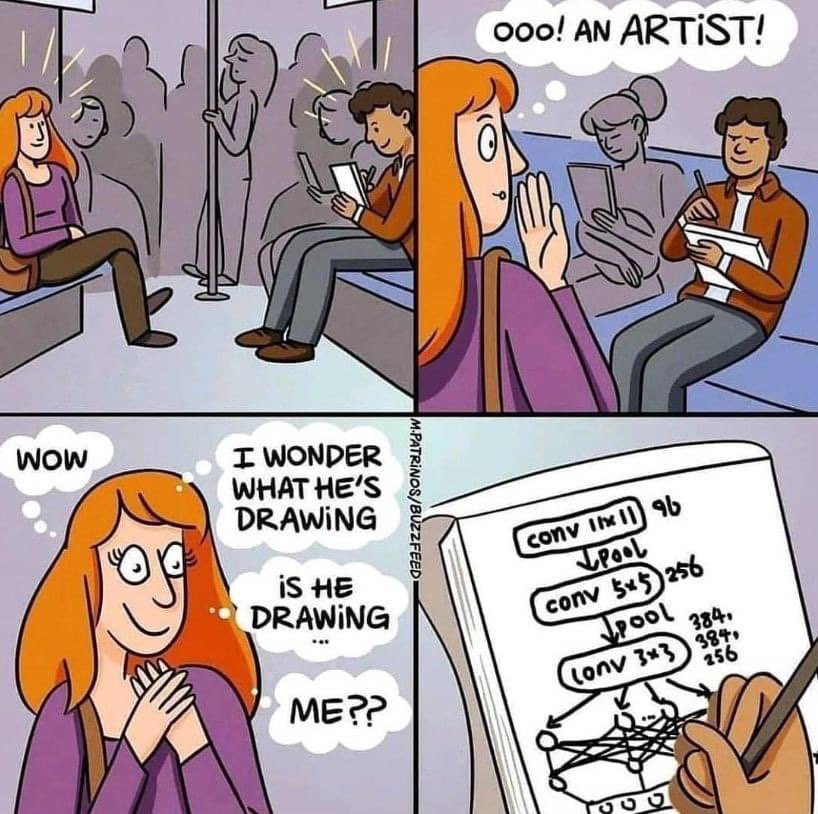 OOO! AN ARTiST!
WOW
I WONDER
WHAT HE'S
DRAWiNG
iS HE
DRAWiNG
...
ME??
M.PATRiNOS/BUZZFEED
conv 11x11 96
pool
conv 5x5 256
pool
conv 3x3 384,
384,
256
...